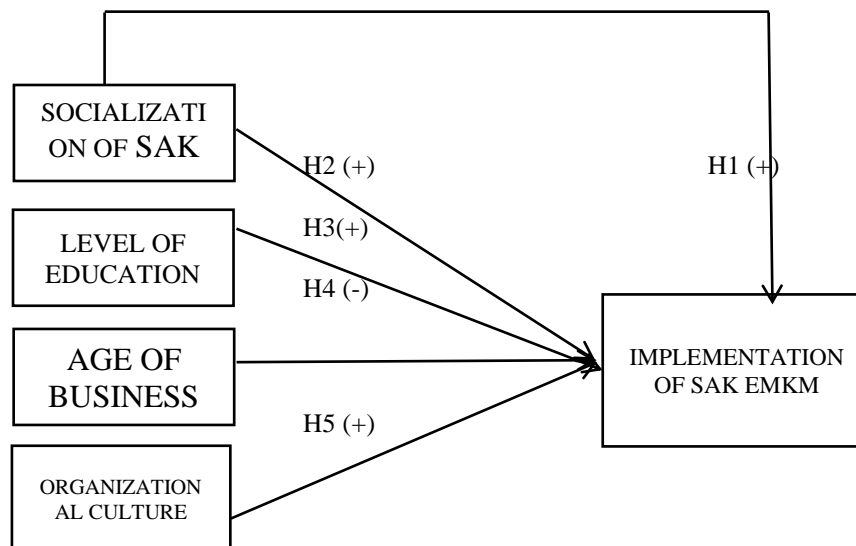 SOCIALIZATI
ON OF SAK
H2 (+)
H1 (+)
H3(+)
LEVEL OF
EDUCATION
H4 (-)
AGE OF
BUSINESS
IMPLEMENTATION
OF SAK EMKM
H5 (+)
ORGANIZATION
AL CULTURE